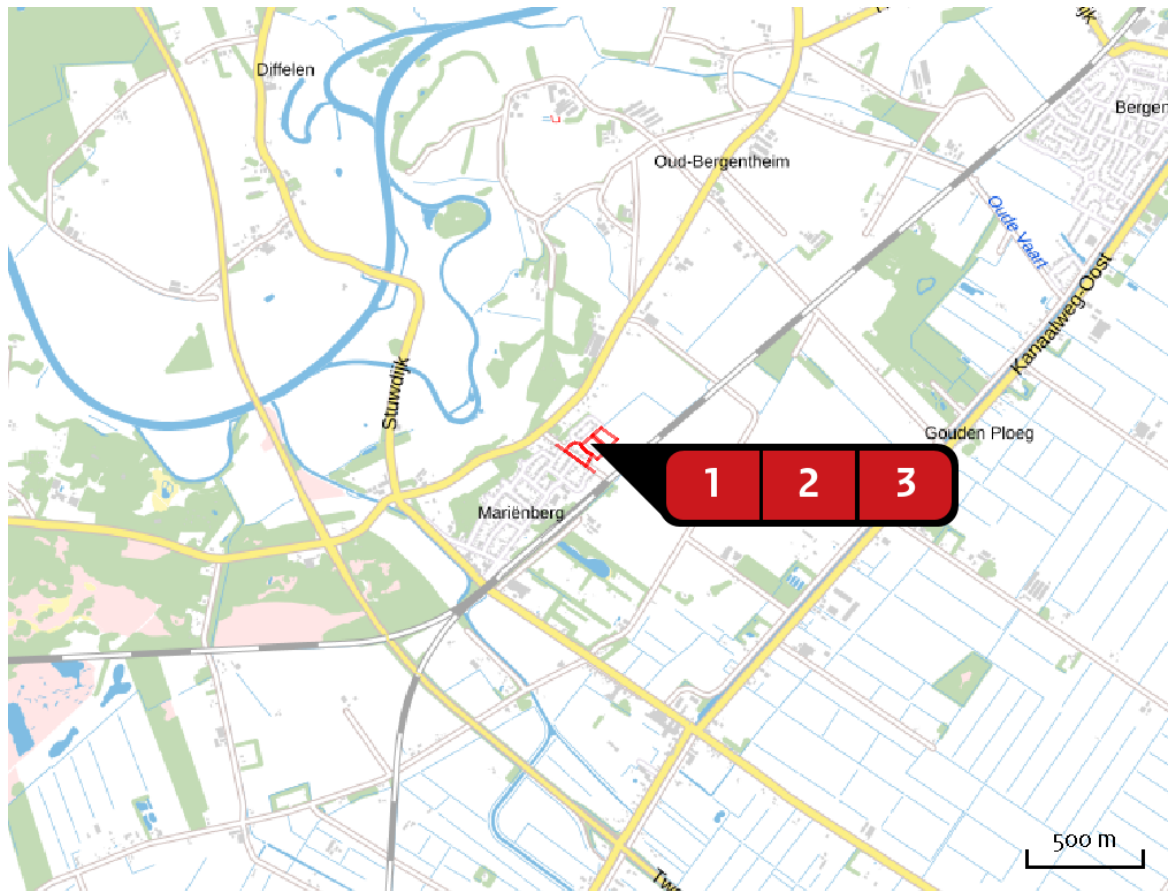 Diffelen
Bergen
Oud-Bergentheim
Oude Vaart
Kanaalweg-Oost
Stuwdijk
Gouden Ploeg
1 2 3
Mariënberg
500 m